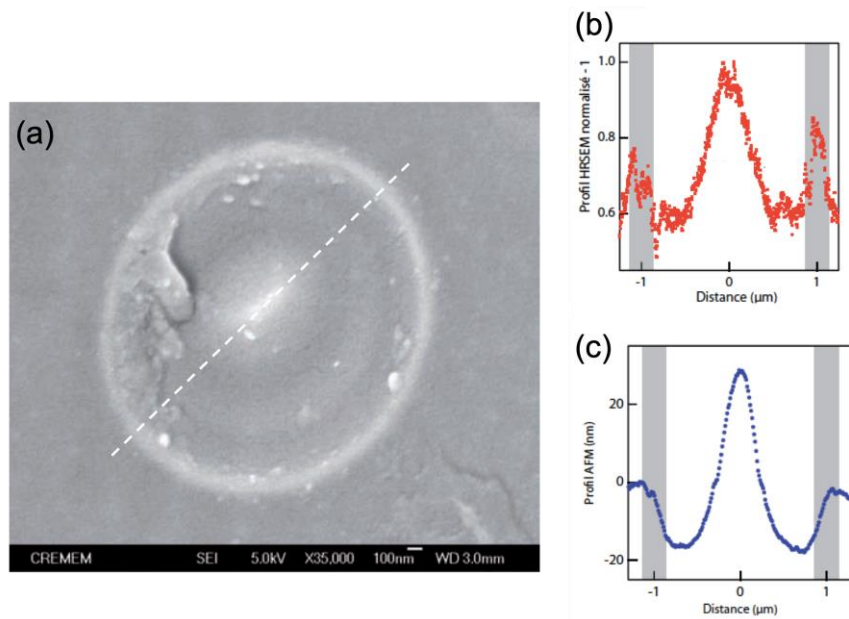 (a)
CREMEM SEI 5.0kV X35,000 100nm WD 3.0mm
(b)
Profil HRSEM normalisé - 1
1.0
0.8
0.6
-1 0 1
Distance (µm)
(c)
Profil AFM (nm)
20
0
-20
-1 0 1
Distance (µm)